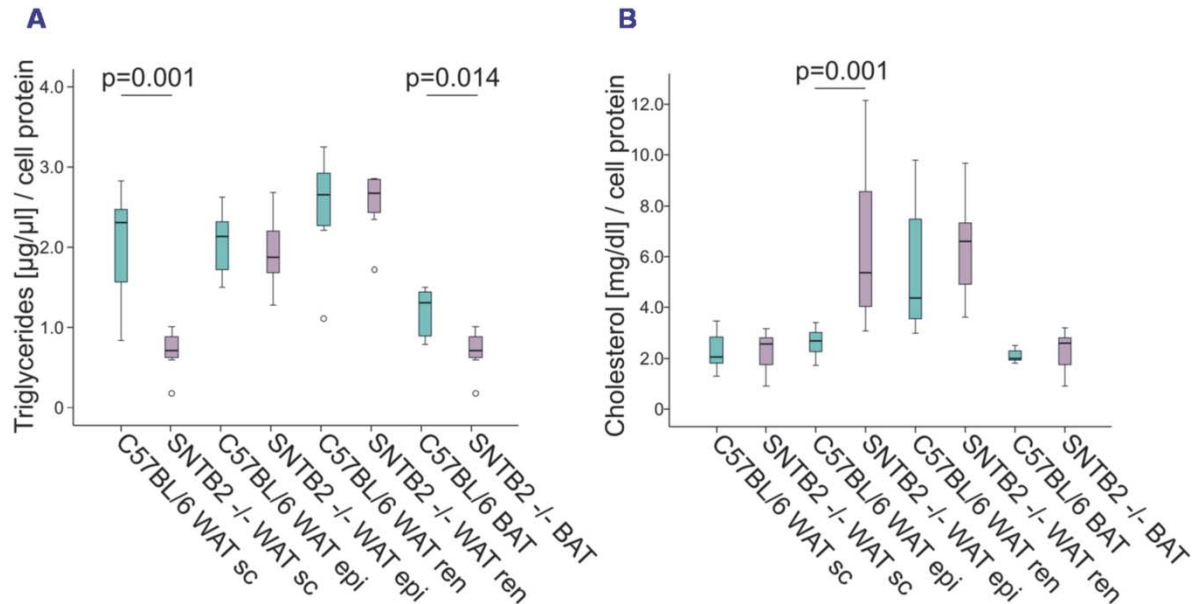 A
p=0.001
p=0.014
Triglycerides [µg/µl] / cell protein
4.0
3.0
2.0
1.0
0
C57BL/6 WAT sc
SNTB2 -/- WAT sc
C57BL/6 WAT epi
SNTB2 -/- WAT epi
C57BL/6 WAT ren
SNTB2 -/- WAT ren
C57BL/6 BAT
SNTB2 -/- BAT
B
p=0.001
Cholesterol [mg/dl] / cell protein
12.0
10.0
8.0
6.0
4.0
2.0
0
C57BL/6 WAT sc
SNTB2 -/- WAT sc
C57BL/6 WAT epi
SNTB2 -/- WAT epi
C57BL/6 WAT ren
SNTB2 -/- WAT ren
C57BL/6 BAT
SNTB2 -/- BAT